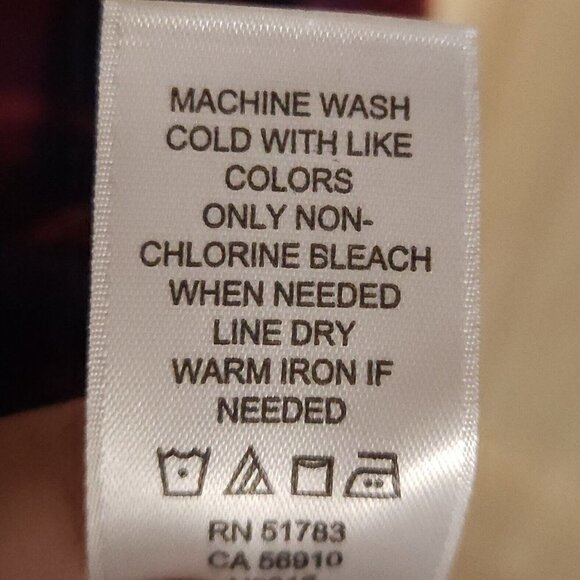 MACHINE WASH
COLD WITH LIKE
COLORS
ONLY NON-
CHLORINE BLEACH
WHEN NEEDED
LINE DRY
WARM IRON IF
NEEDED
RN 51783
CA 56910